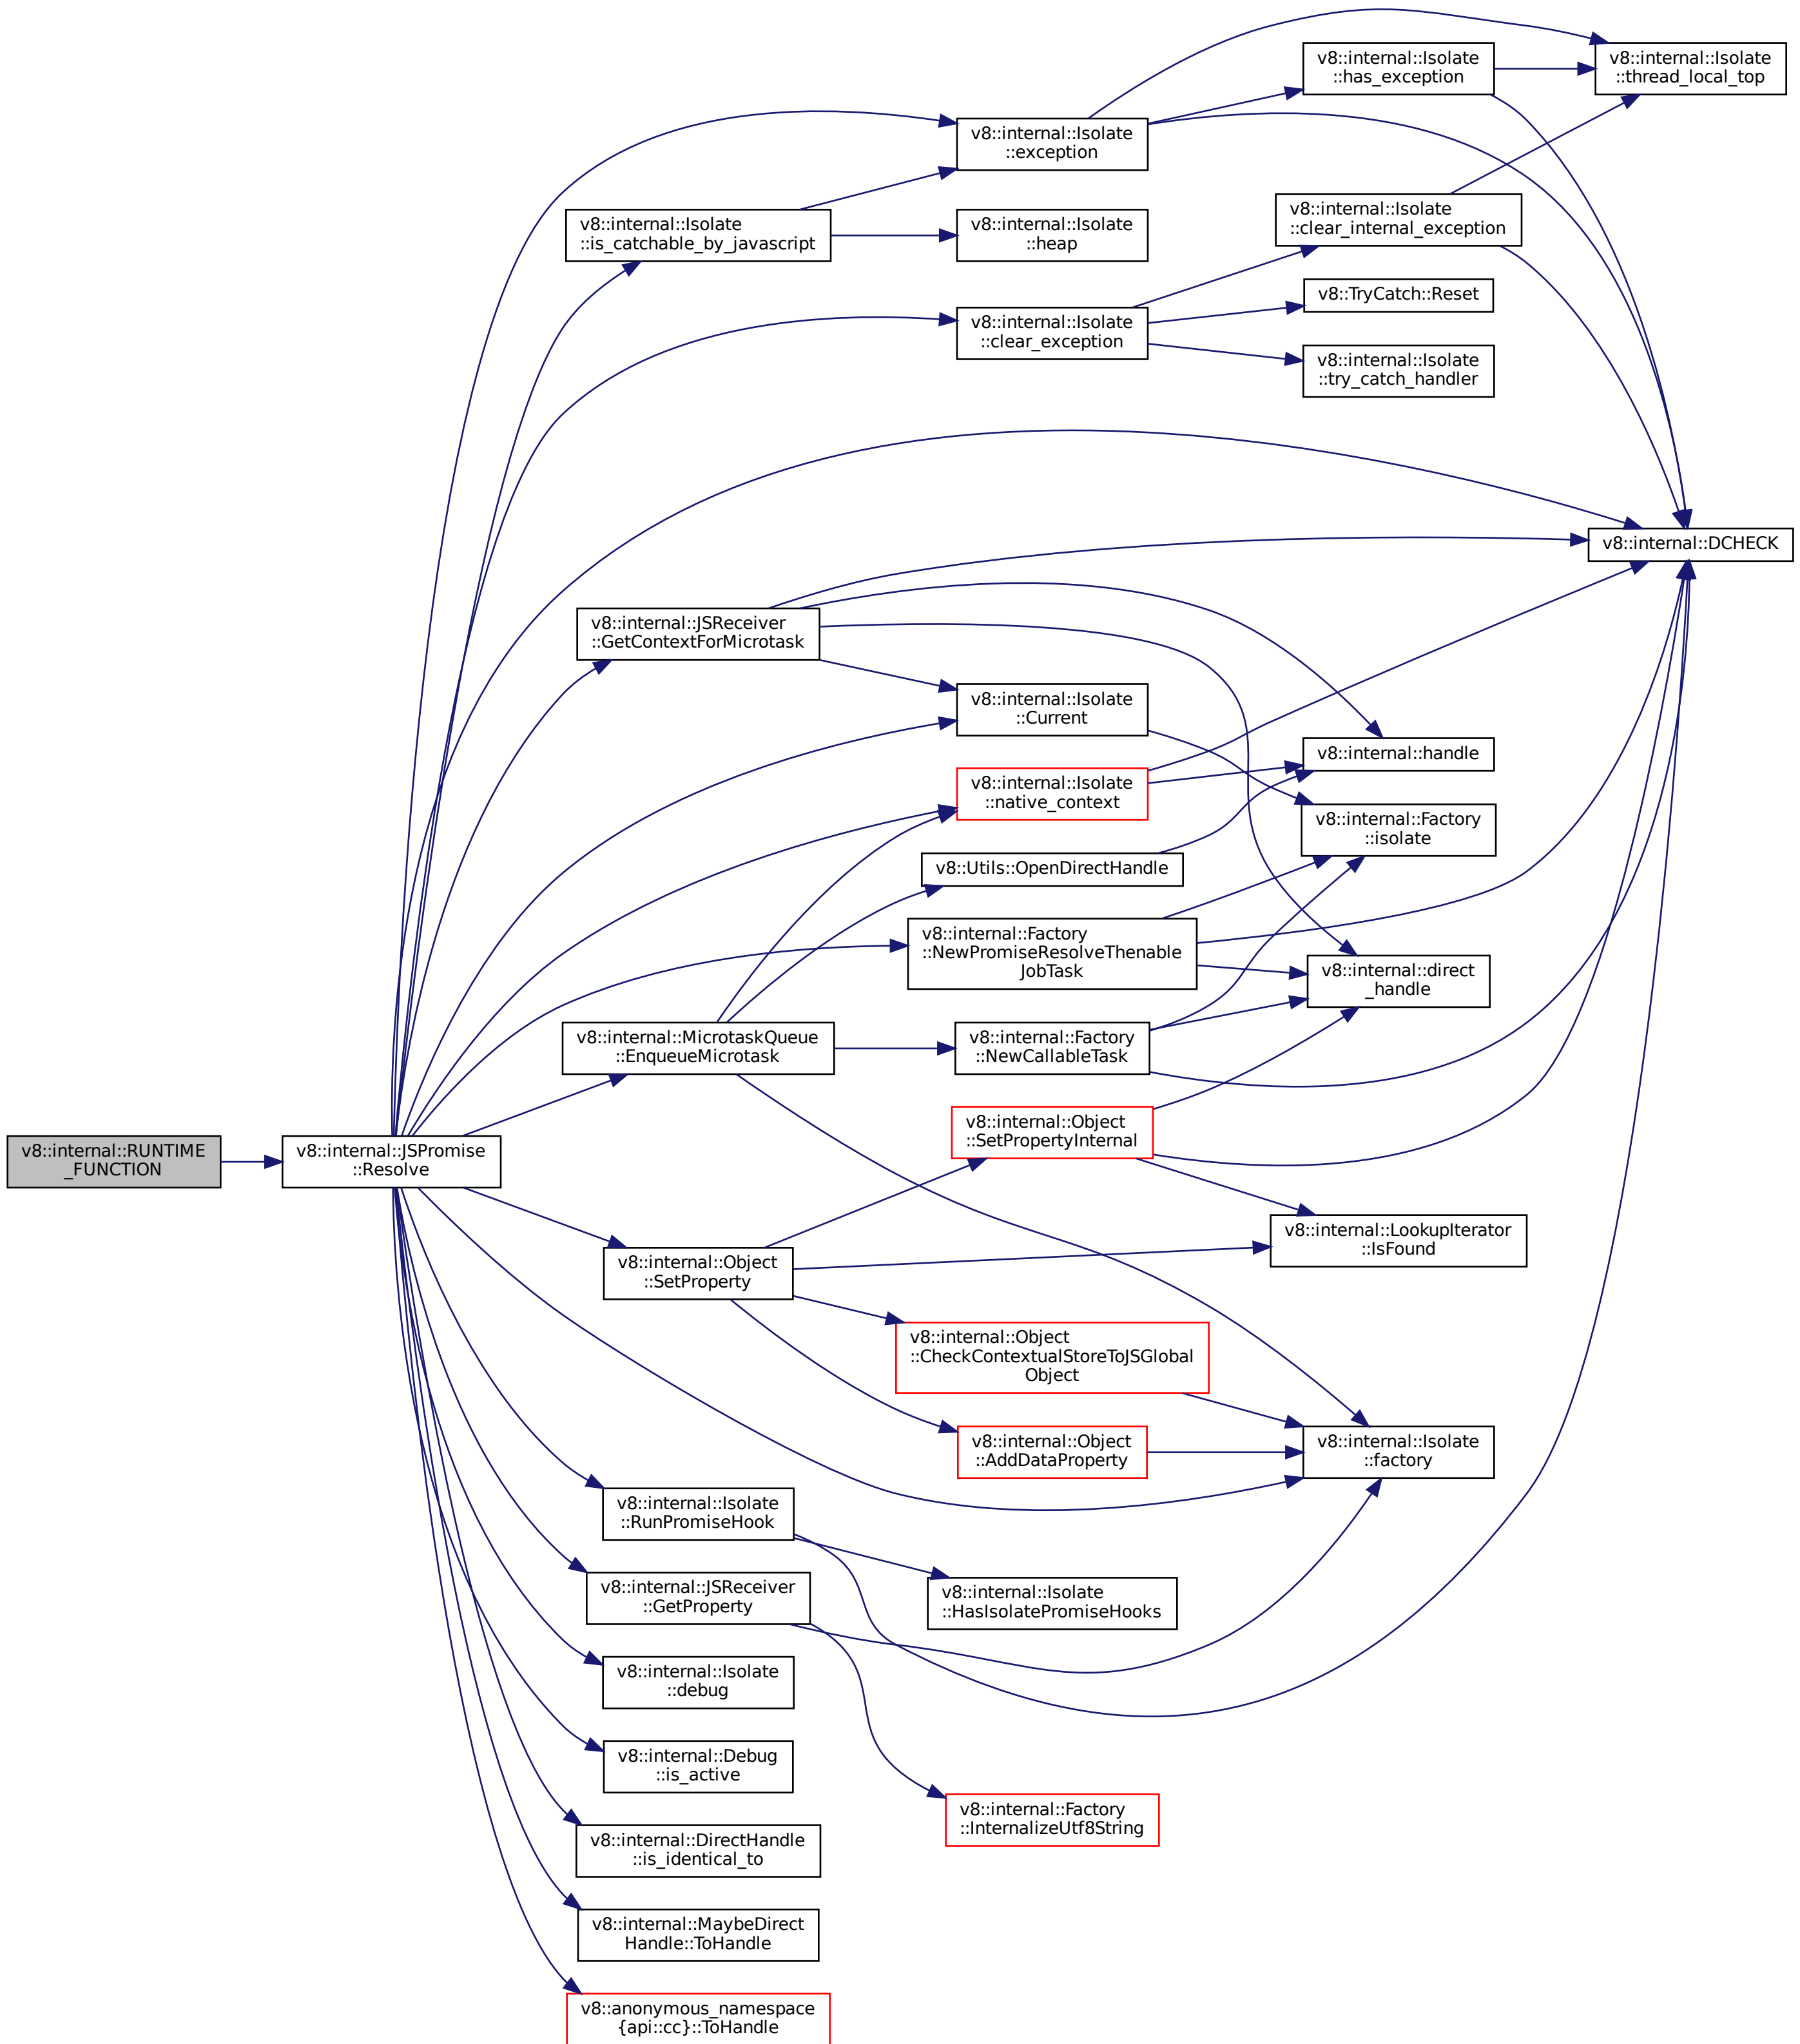 v8::internal::Isolate
::has_exception
v8::internal::Isolate
::thread_local_top
v8::internal::Isolate
::exception
v8::internal::Isolate
::is_catchable_by_javascript
v8::internal::Isolate
::heap
v8::internal::Isolate
::clear_internal_exception
v8::TryCatch::Reset
v8::internal::Isolate
::clear_exception
v8::internal::Isolate
::try_catch_handler
v8::internal::DCHECK
v8::internal::JSReceiver
::GetContextForMicrotask
v8::internal::Isolate
::Current
v8::internal::handle
v8::internal::Isolate
::native_context
v8::internal::Factory
::isolate
v8::Utils::OpenDirectHandle
v8::internal::Factory
::NewPromiseResolveThenable
JobTask
v8::internal::direct
_handle
v8::internal::MicrotaskQueue
::EnqueueMicrotask
v8::internal::Factory
::NewCallableTask
v8::internal::Object
::SetPropertyInternal
v8::internal::RUNTIME
_FUNCTION
v8::internal::JSPromise
::Resolve
v8::internal::LookupIterator
::IsFound
v8::internal::Object
::SetProperty
v8::internal::Object
::CheckContextualStoreToJSGlobal
Object
v8::internal::Object
::AddDataProperty
v8::internal::Isolate
::factory
v8::internal::Isolate
::RunPromiseHook
v8::internal::JSReceiver
::GetProperty
v8::internal::Isolate
::HasIsolatePromiseHooks
v8::internal::Isolate
::debug
v8::internal::Debug
::is_active
v8::internal::Factory
::InternalizeUtf8String
v8::internal::DirectHandle
::is_identical_to
v8::internal::MaybeDirect
Handle::ToHandle
v8::anonymous_namespace
{api::cc}::ToHandle